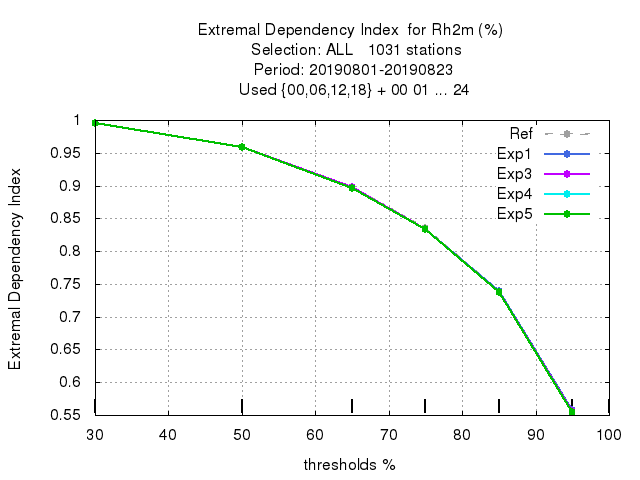 Extremal Dependency Index  for Rh2m (%)
Selection: ALL   1031 stations
Period: 20190801-20190823
Used {00,06,12,18} + 00 01 ... 24
Extremal Dependency Index
1
0.95
0.9
0.85
0.8
0.75
0.7
0.65
0.6
0.55
Ref
Exp1
Exp3
Exp4
Exp5
30 40 50 60 70 80 90 100
thresholds %